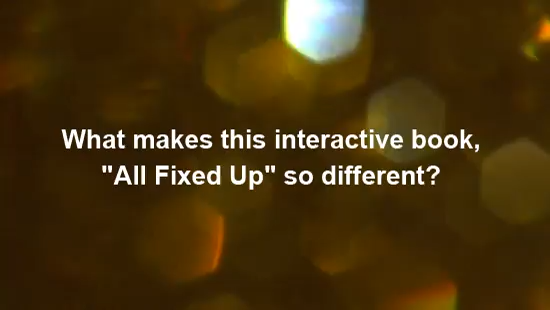 What makes this interactive book,
"All Fixed Up" so different?